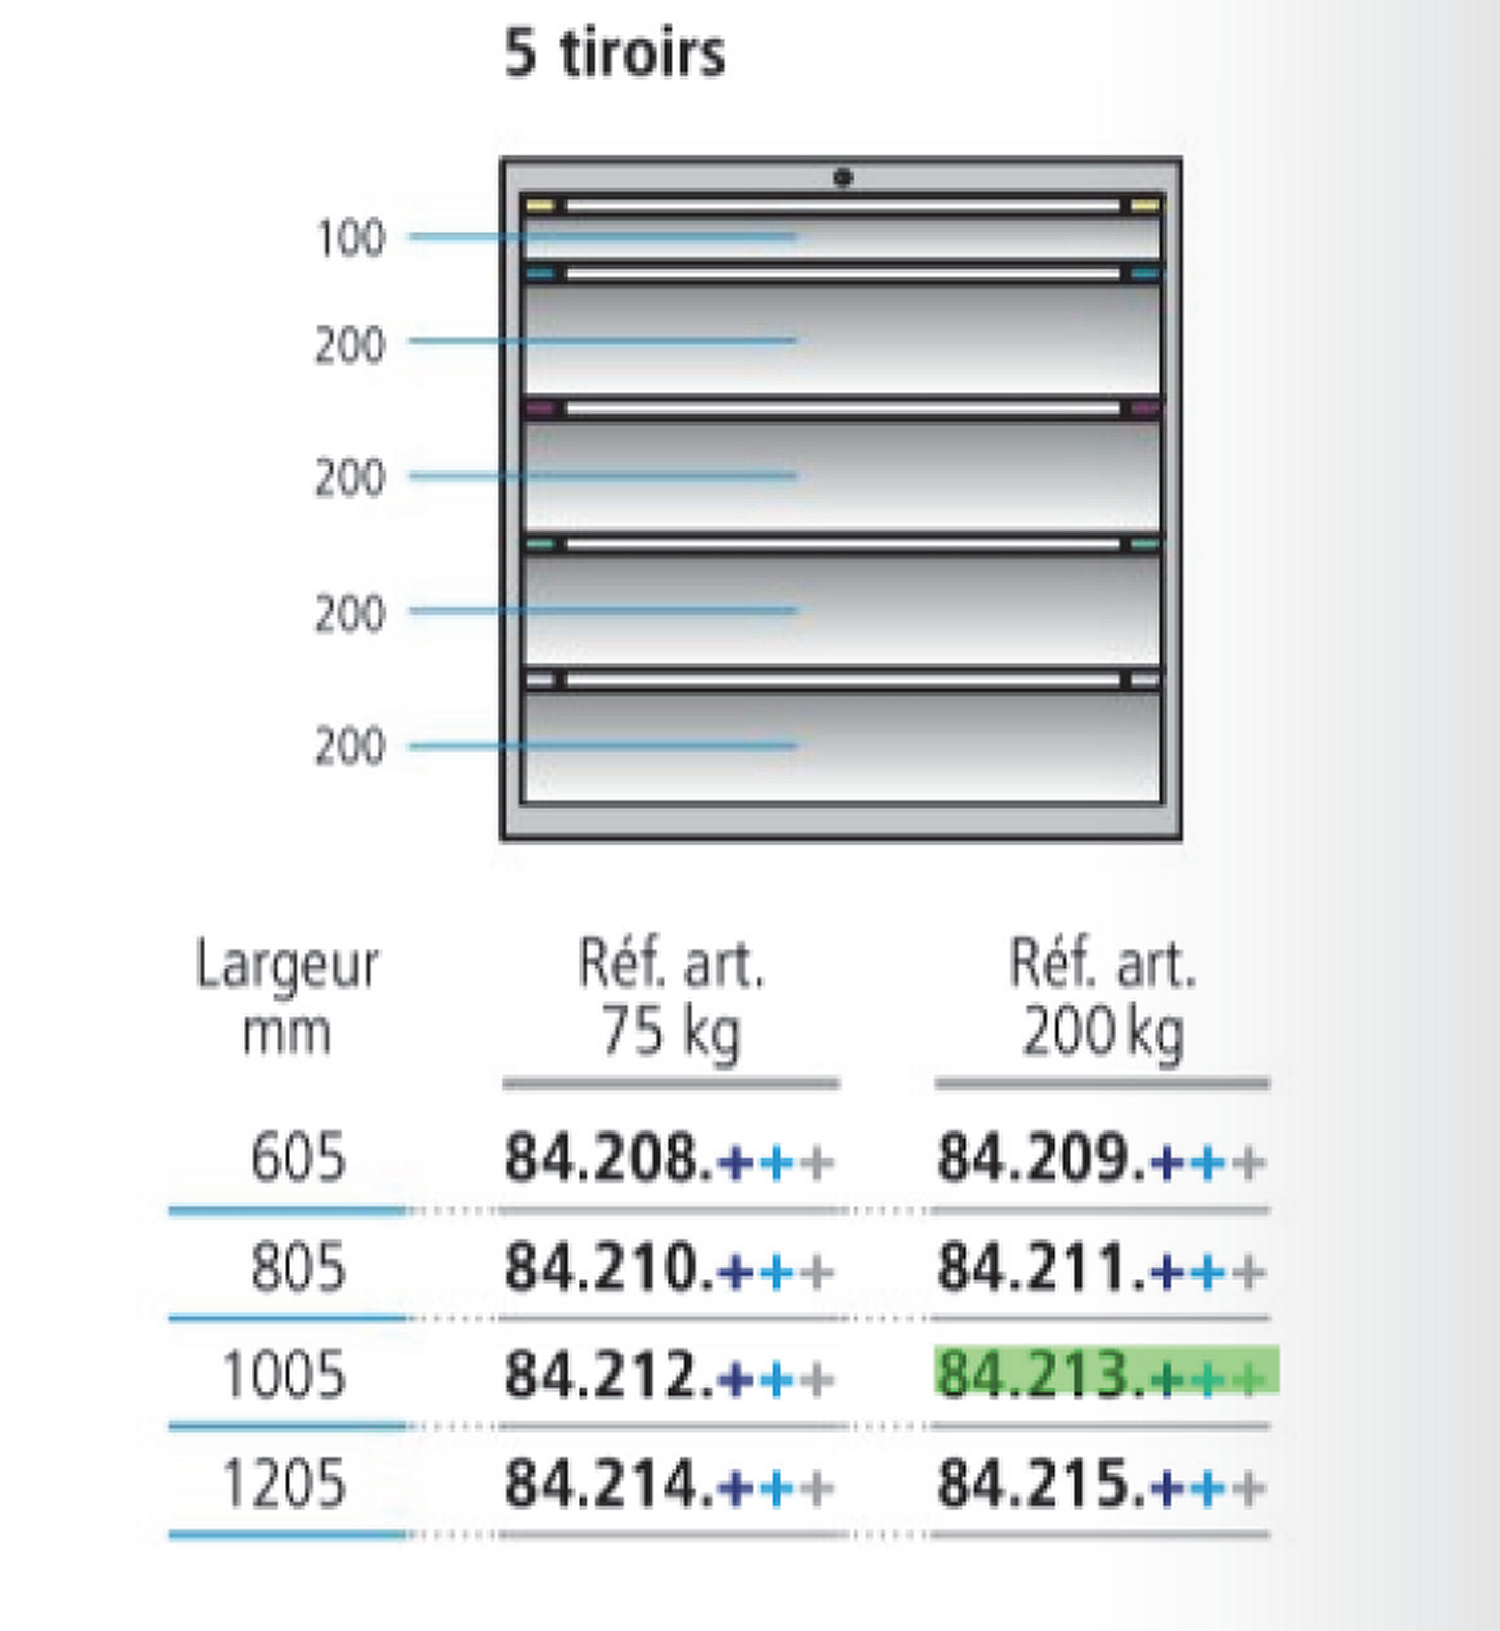 5 tiroirs
100
200
200
200
200
Largeur mm
Réf. art. 75 kg
Réf. art. 200 kg
605 84.208.+++ 84.209.+++
805 84.210.+++ 84.211.+++
1005 84.212.+++ 84.213.+++
1205 84.214.+++ 84.215.+++